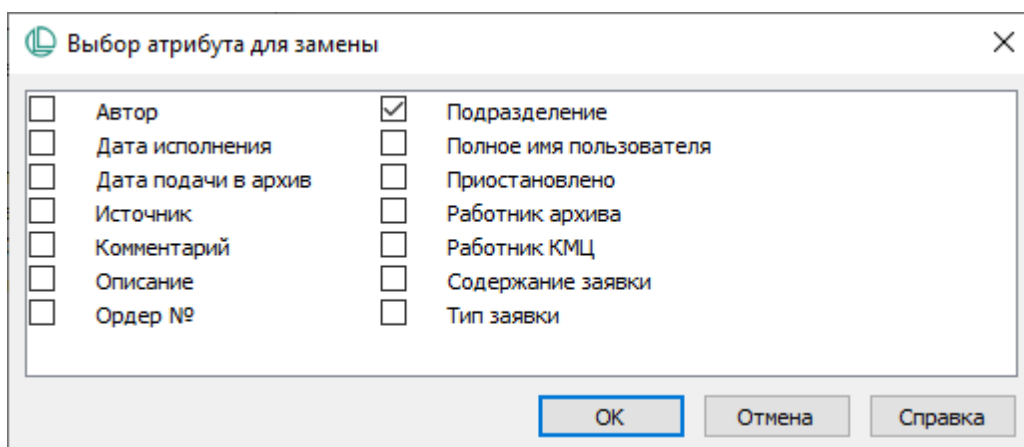 Выбор атрибута для замены
Автор
Дата исполнения
Дата подачи в архив
Источник
Комментарий
Описание
Ордер №
Подразделение
Полное имя пользователя
Приостановлено
Работник архива
Работник КМЦ
Содержание заявки
Тип заявки
OK
Отмена
Справка